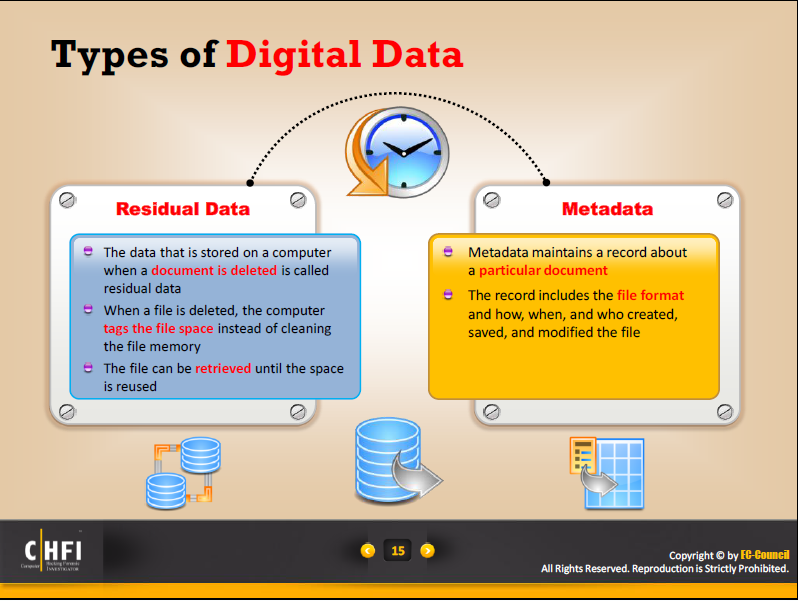 Types of Digital Data
Residual Data
The data that is stored on a computer
when a document is deleted is called
residual data
When a file is deleted, the computer
tags the file space instead of cleaning
the file memory
The file can be retrieved until the space
is reused
Metadata
Metadata maintains a record about
a particular document
The record includes the file format
and how, when, and who created,
saved, and modified the file
CHFI
Computer Hacking Forensic
INVESTIGATOR
15
Copyright © by EC-Council
All Rights Reserved. Reproduction is Strictly Prohibited.